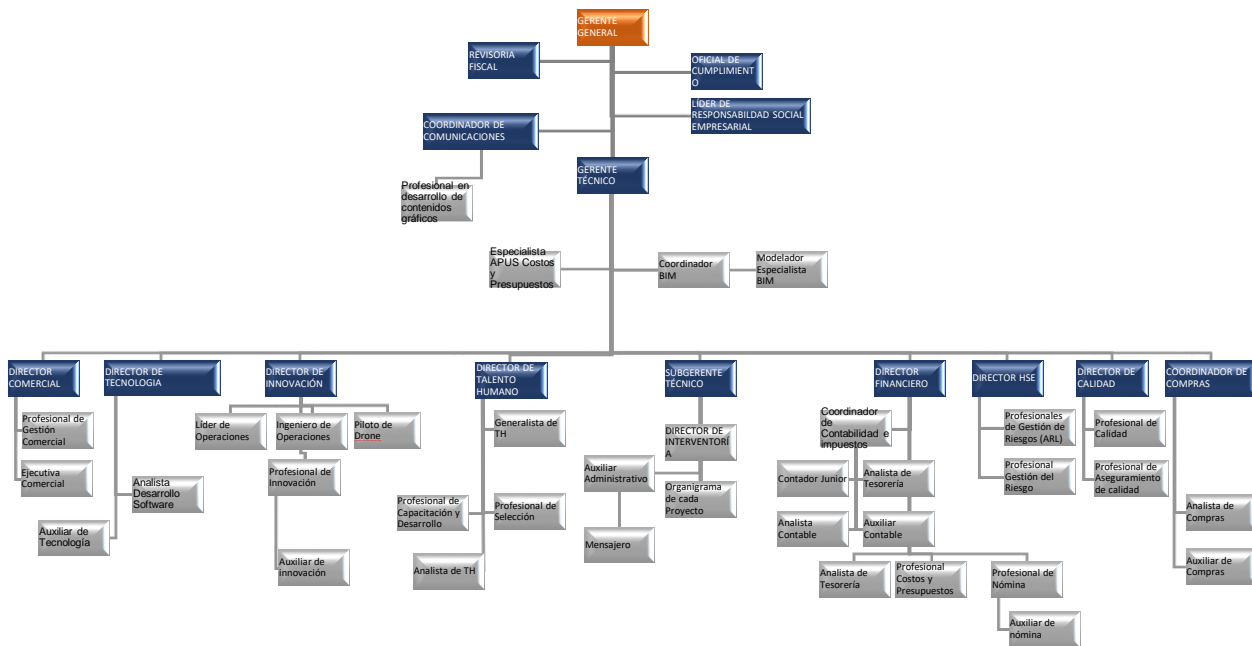 GERENTE
GENERAL
REVISORIA
FISCAL
OFICIAL DE
CUMPLIMIENT
O
LÍDER DE
RESPONSABILDAD SOCIAL
EMPRESARIAL
COORDINADOR DE
COMUNICACIONES
GERENTE
TÉCNICO
Profesional en
desarrollo de
contenidos
gráficos
Especialista
APUS Costos
y
Presupuestos
Coordinador
BIM
Modelador
Especialista
BIM
DIRECTOR
COMERCIAL
DIRECTOR DE
TECNOLOGIA
DIRECTOR DE
INNOVACIÓN
DIRECTOR DE
TALENTO
HUMANO
SUBGERENTE
TÉCNICO
DIRECTOR
FINANCIERO
DIRECTOR HSE
DIRECTOR DE
CALIDAD
COORDINADOR DE
COMPRAS
Profesional de
Gestión
Comercial
Ejecutiva
Comercial
Analista
Desarrollo
Software
Auxiliar de
Tecnología
Líder de
Operaciones
Ingeniero de
Operaciones
Piloto de
Drone
Profesional de
Innovación
Auxiliar de
innovación
Generalista de
TH
Profesional de
Capacitación y
Desarrollo
Profesional de
Selección
Analista de TH
DIRECTOR DE
INTERVENTORÍ
A
Auxiliar
Administrativo
Organigrama
de cada
Proyecto
Mensajero
Coordinador
de
Contabilidad e
impuestos
Contador Junior
Analista de
Tesorería
Analista
Contable
Auxiliar
Contable
Analista de
Tesorería
Profesional
Costos y
Presupuestos
Profesional de
Nómina
Auxiliar de
nómina
Profesionales
de Gestión de
Riesgos (ARL)
Profesional
Gestión del
Riesgo
Profesional de
Calidad
Profesional de
Aseguramiento
de calidad
Analista de
Compras
Auxiliar de
Compras